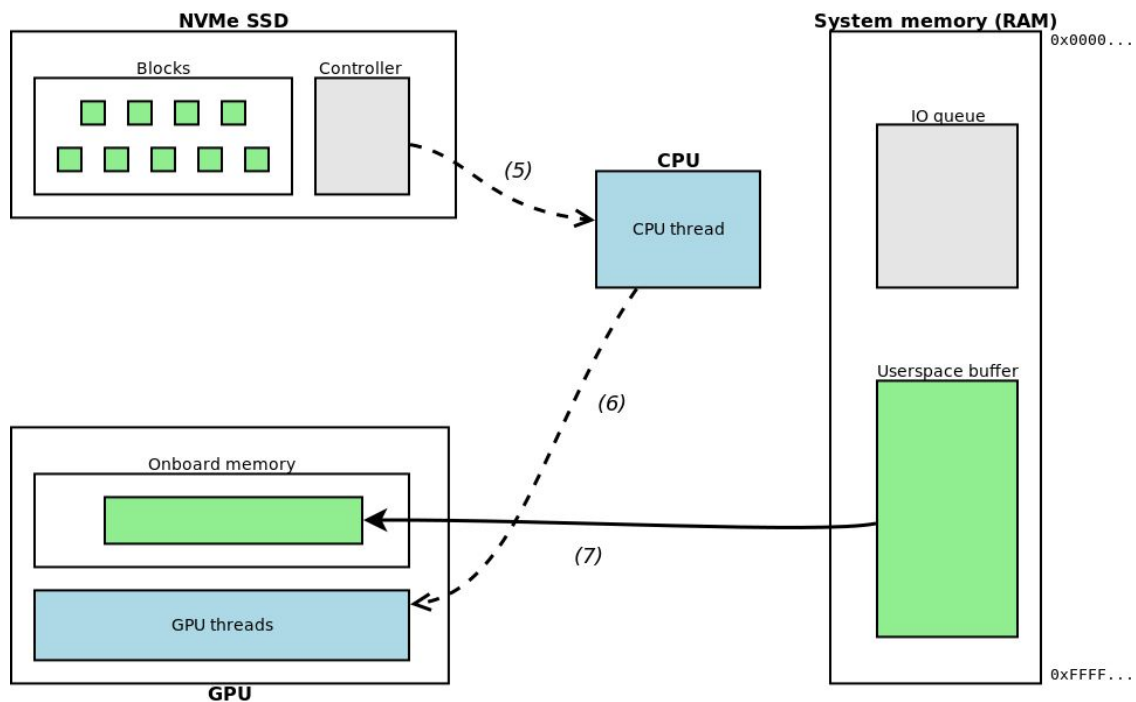 NVMe SSD
Blocks
Controller
(5)
CPU
CPU thread
System memory (RAM)
0x0000...
IO queue
Userspace buffer
(6)
(7)
Onboard memory
GPU threads
GPU
0xFFFF...